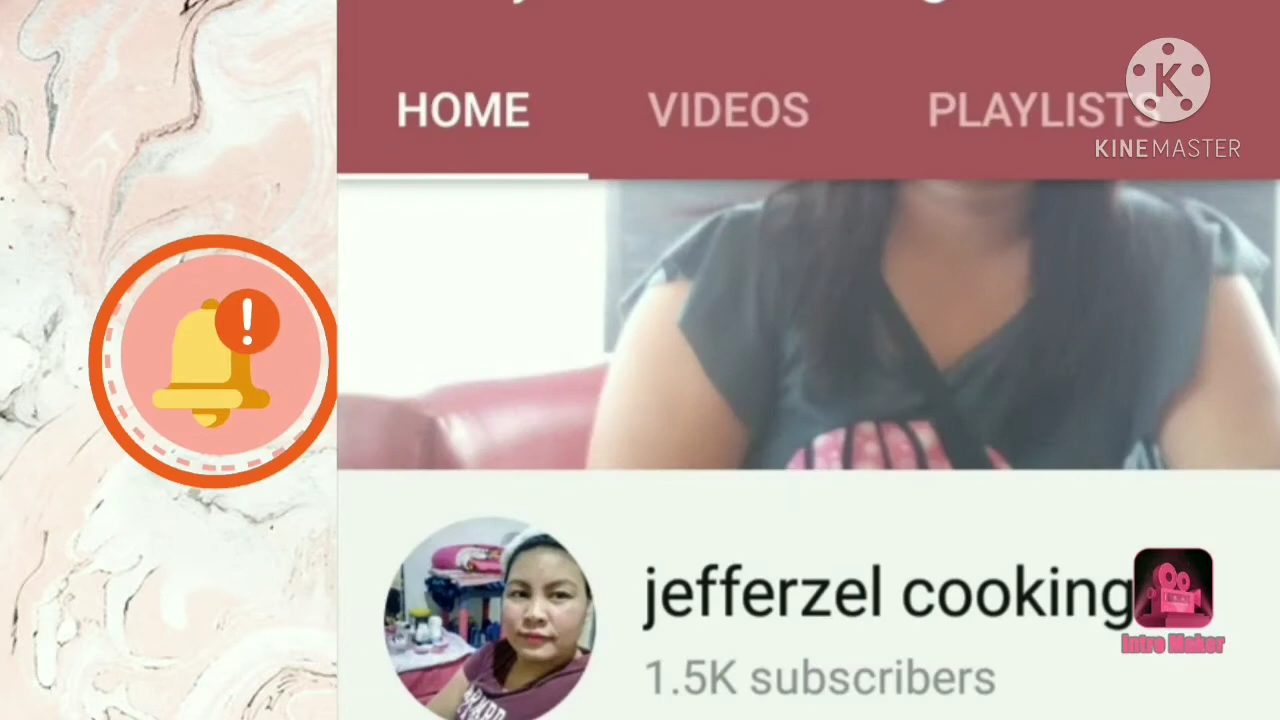 HOME VIDEOS PLAYLISTS
KINEMASTER
jefferzel cooking
Intro Maker
1.5K subscribers